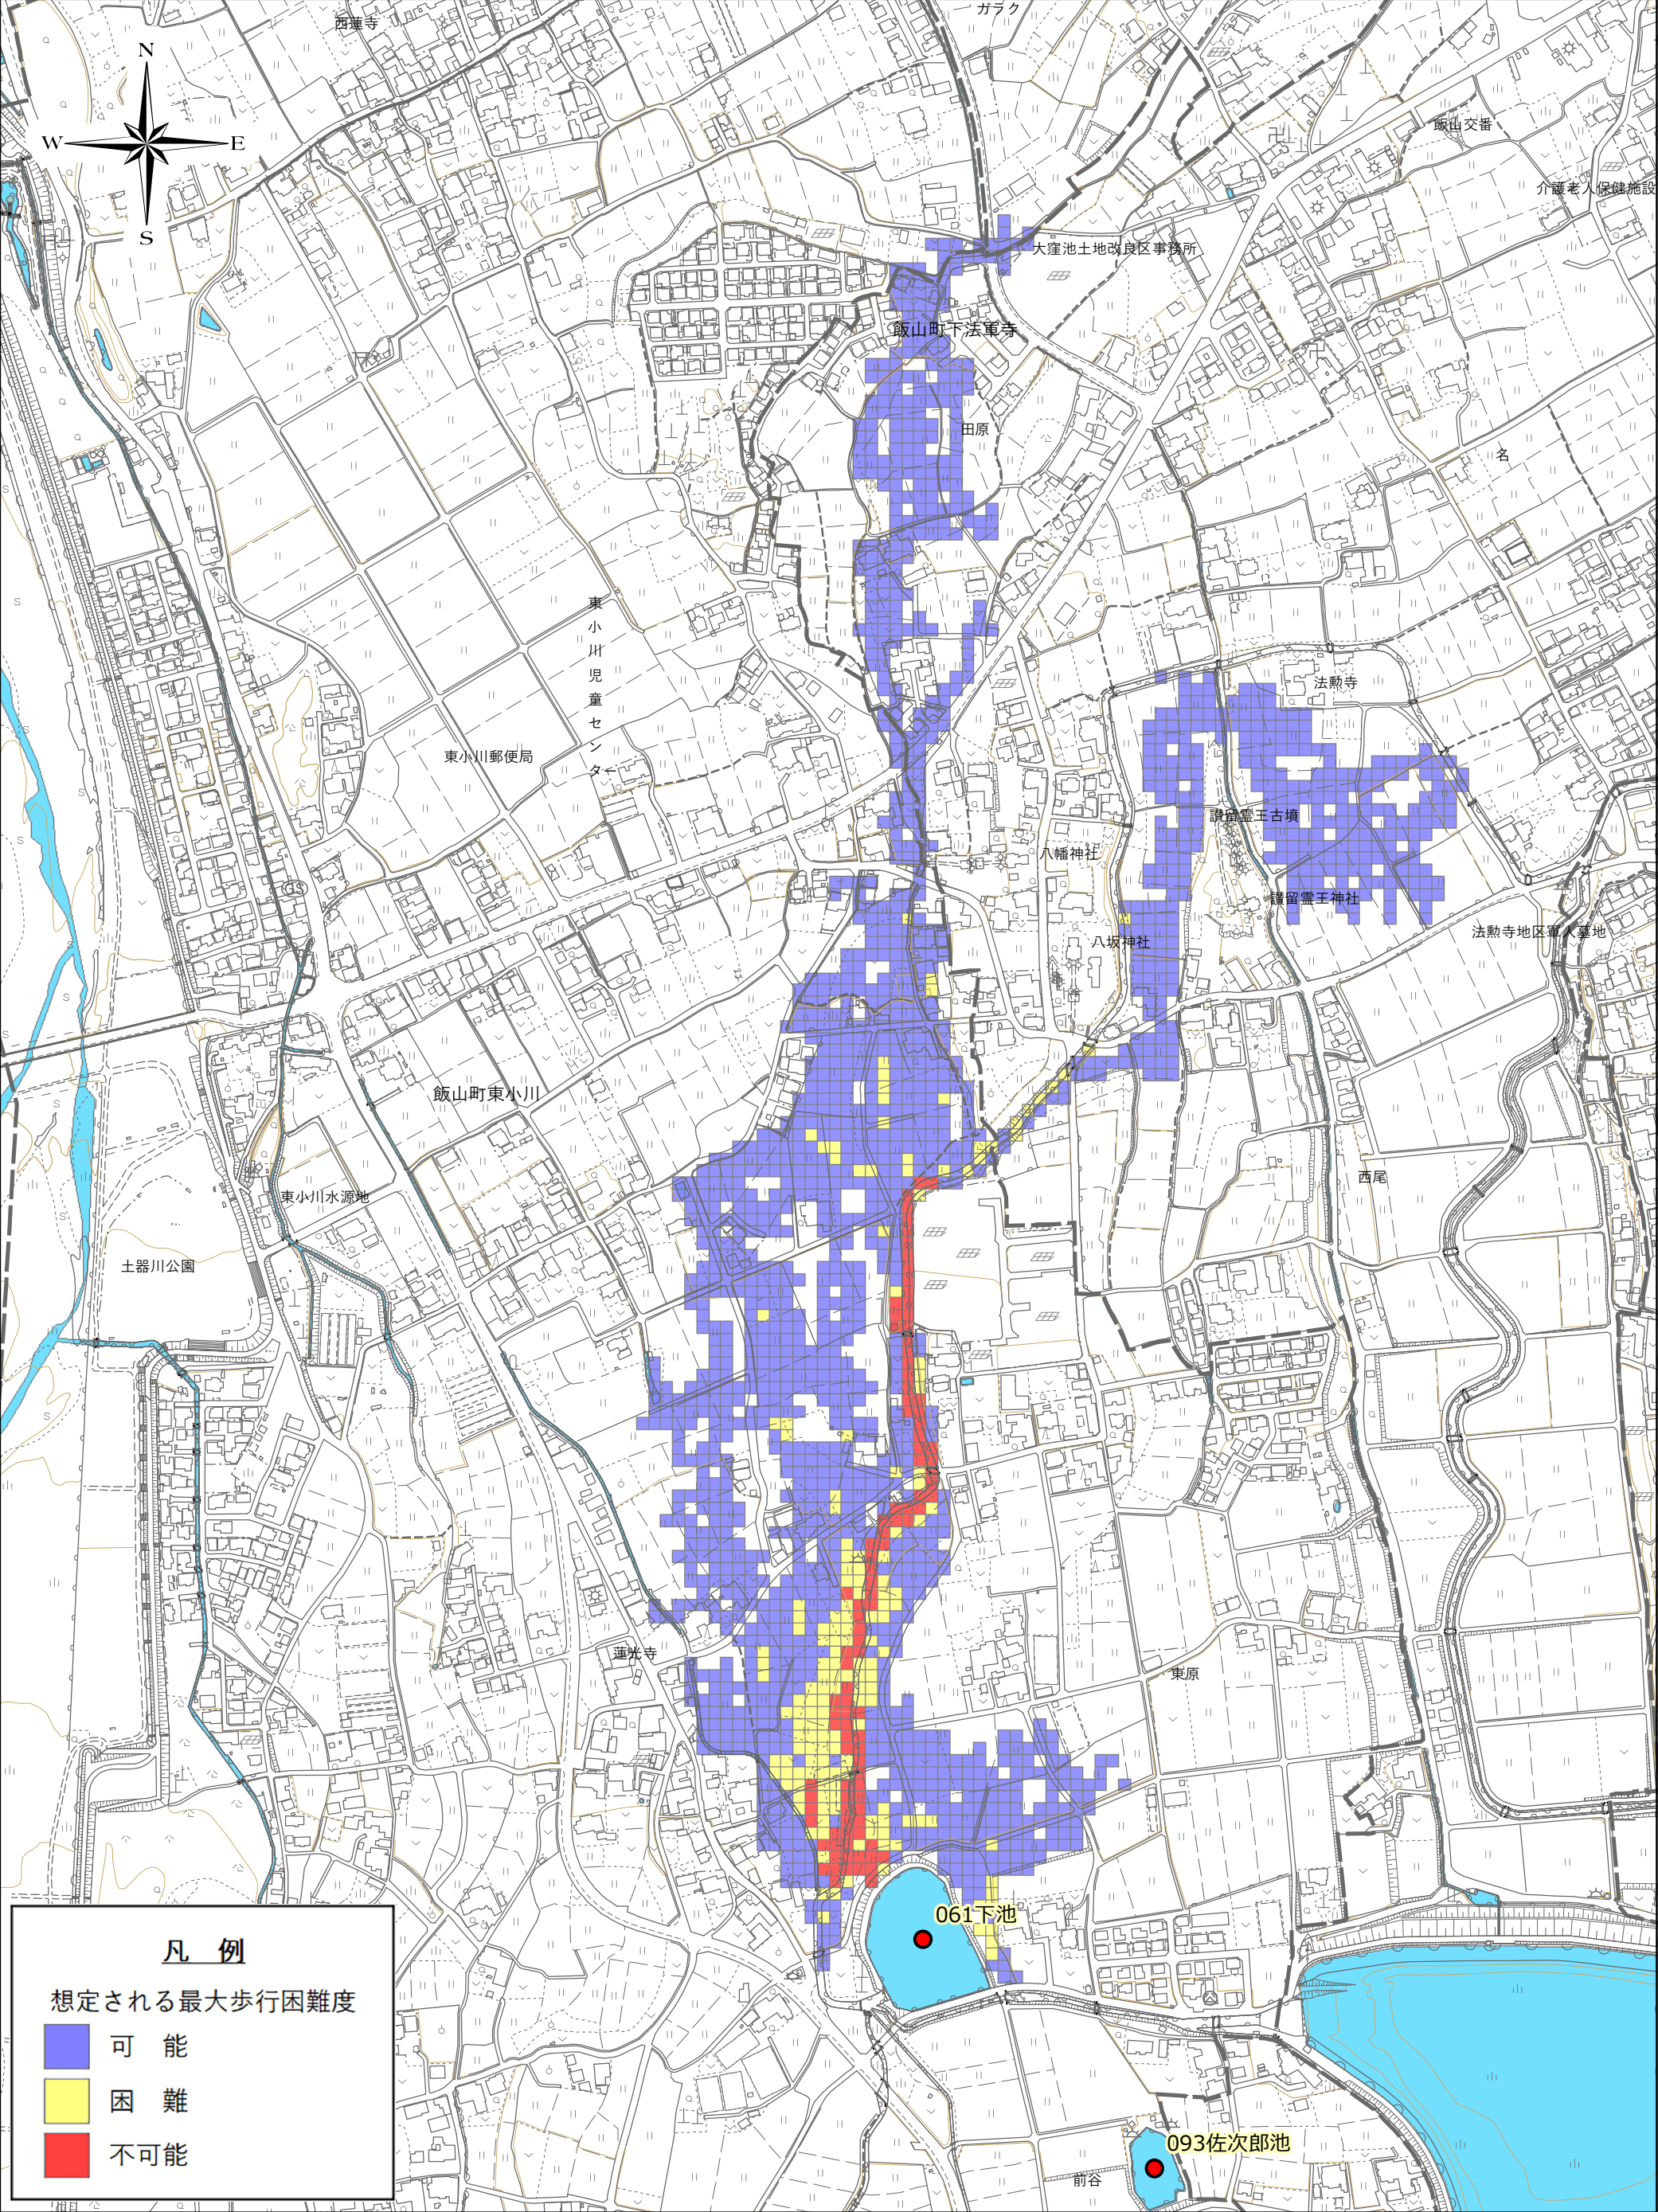 西蓮寺
ガラク
N
W
E
S
飯山交番
介護老人保健施設
大窪池土地改良区事務所
飯山町下法軍寺
田原
名
東小川児童センター
法勲寺
東小川郵便局
讃留霊王古墳
八幡神社
GS
讃留霊王神社
法勲寺地区軍人墓地
八坂神社
飯山町東小川
西尾
東小川水源地
土器川公園
蓮光寺
東原
061下池
凡 例
想定される最大歩行困難度
可 能
困 難
不可能
093佐次郎池
前谷